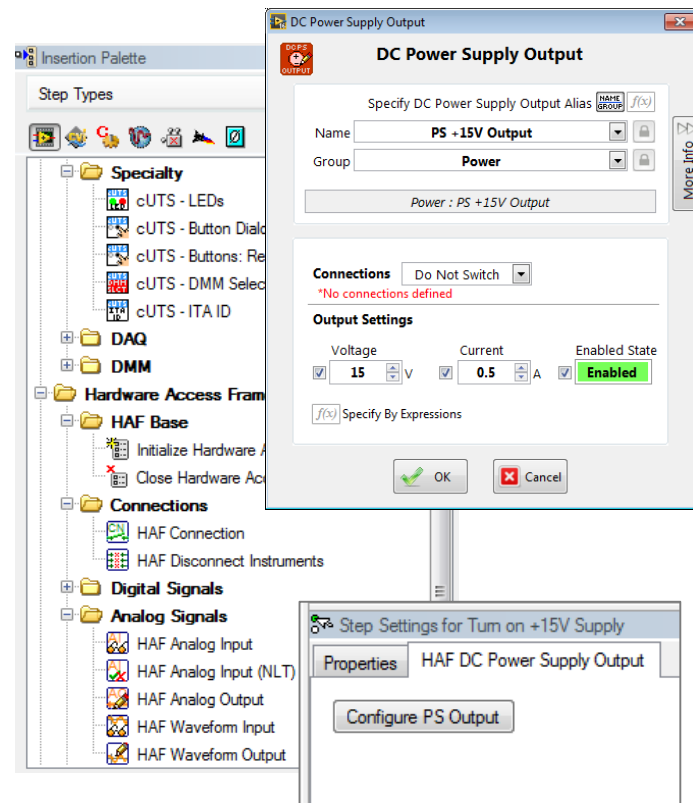 DC Power Supply Output
DCPS
OUTPUT
DC Power Supply Output
Specify DC Power Supply Output Alias NAME GROUP f(x)
Name PS +15V Output
Group Power
Power : PS +15V Output
More Info
Connections Do Not Switch
*No connections defined
Output Settings
Voltage Current Enabled State
15 V 0.5 A Enabled
f(x) Specify By Expressions
OK Cancel
Insertion Palette
Step Types
Specialty
cUTS - LEDs
cUTS - Button Dialo
cUTS - Buttons: Re
cUTS - DMM Selec
cUTS - ITA ID
DAQ
DMM
Hardware Access Fram
HAF Base
Initialize Hardware A
Close Hardware Acc
Connections
HAF Connection
HAF Disconnect Instruments
Digital Signals
Analog Signals
HAF Analog Input
HAF Analog Input (NLT)
HAF Analog Output
HAF Waveform Input
HAF Waveform Output
Step Settings for Turn on +15V Supply
Properties HAF DC Power Supply Output
Configure PS Output